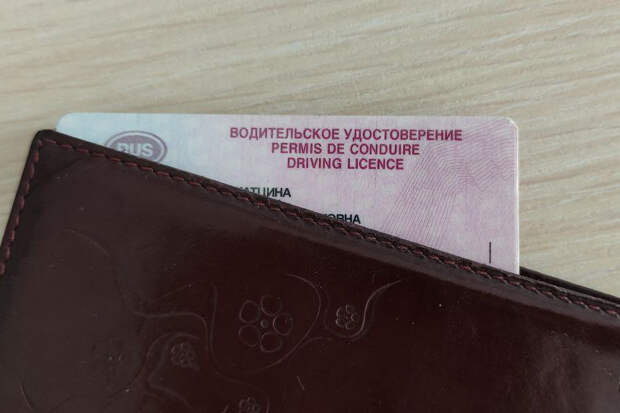 RUS
ВОДИТЕЛЬСКОЕ УДОСТОВЕРЕНИЕ
PERMIS DE CONDUIRE
DRIVING LICENCE